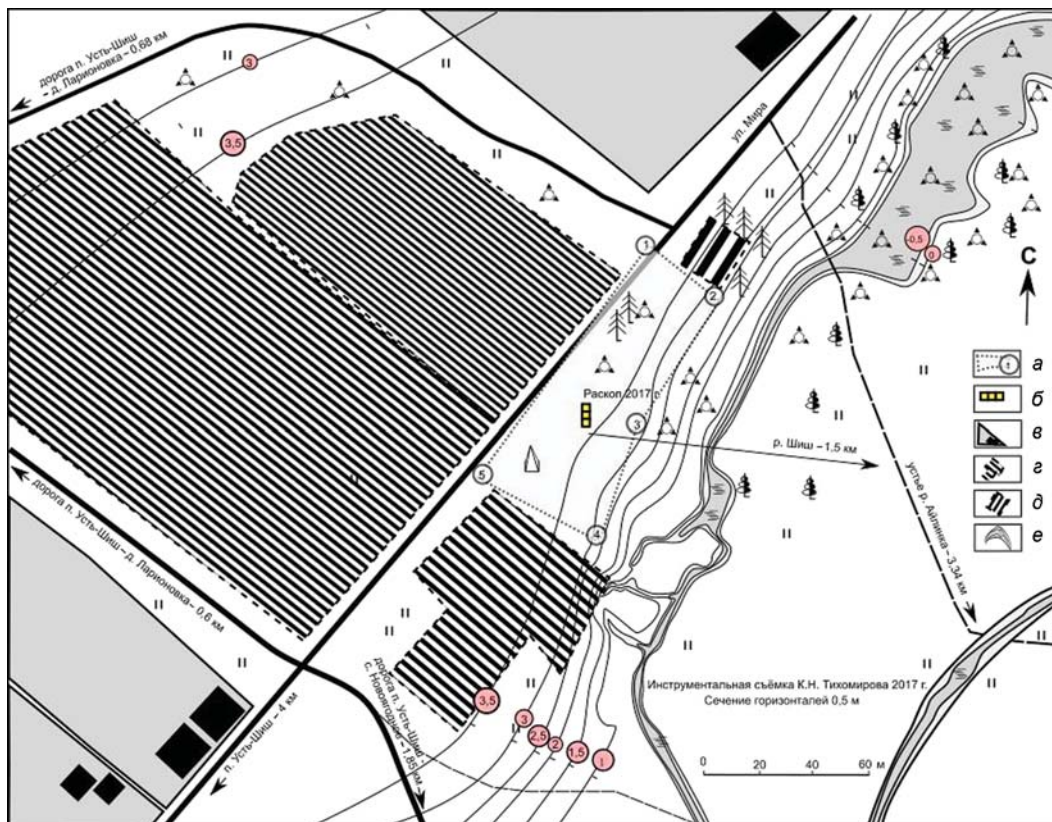 дорога п. Усть-Шиш
- д. Ларионовка – 0,68 км
3
3,5
ул. Мира
-0,5
0
С
1
2
Раскоп 2017 г.
3
р. Шиш – 1,5 км
5
4
устье р. Айлинка – 3,34 км
а
б
в
г
д
е
дорога п. Усть-Шиш – д. Ларионовка – 0,6 км
п. Усть-Шиш – 4 км
дорога п. Усть-Шиш -
с. Новоягодное – 1,85 км
3,5
3
2,5
2
1,5
1
Инструментальная съёмка К.Н. Тихомирова 2017 г.
Сечение горизонталей 0,5 м
0 20 40 60 м